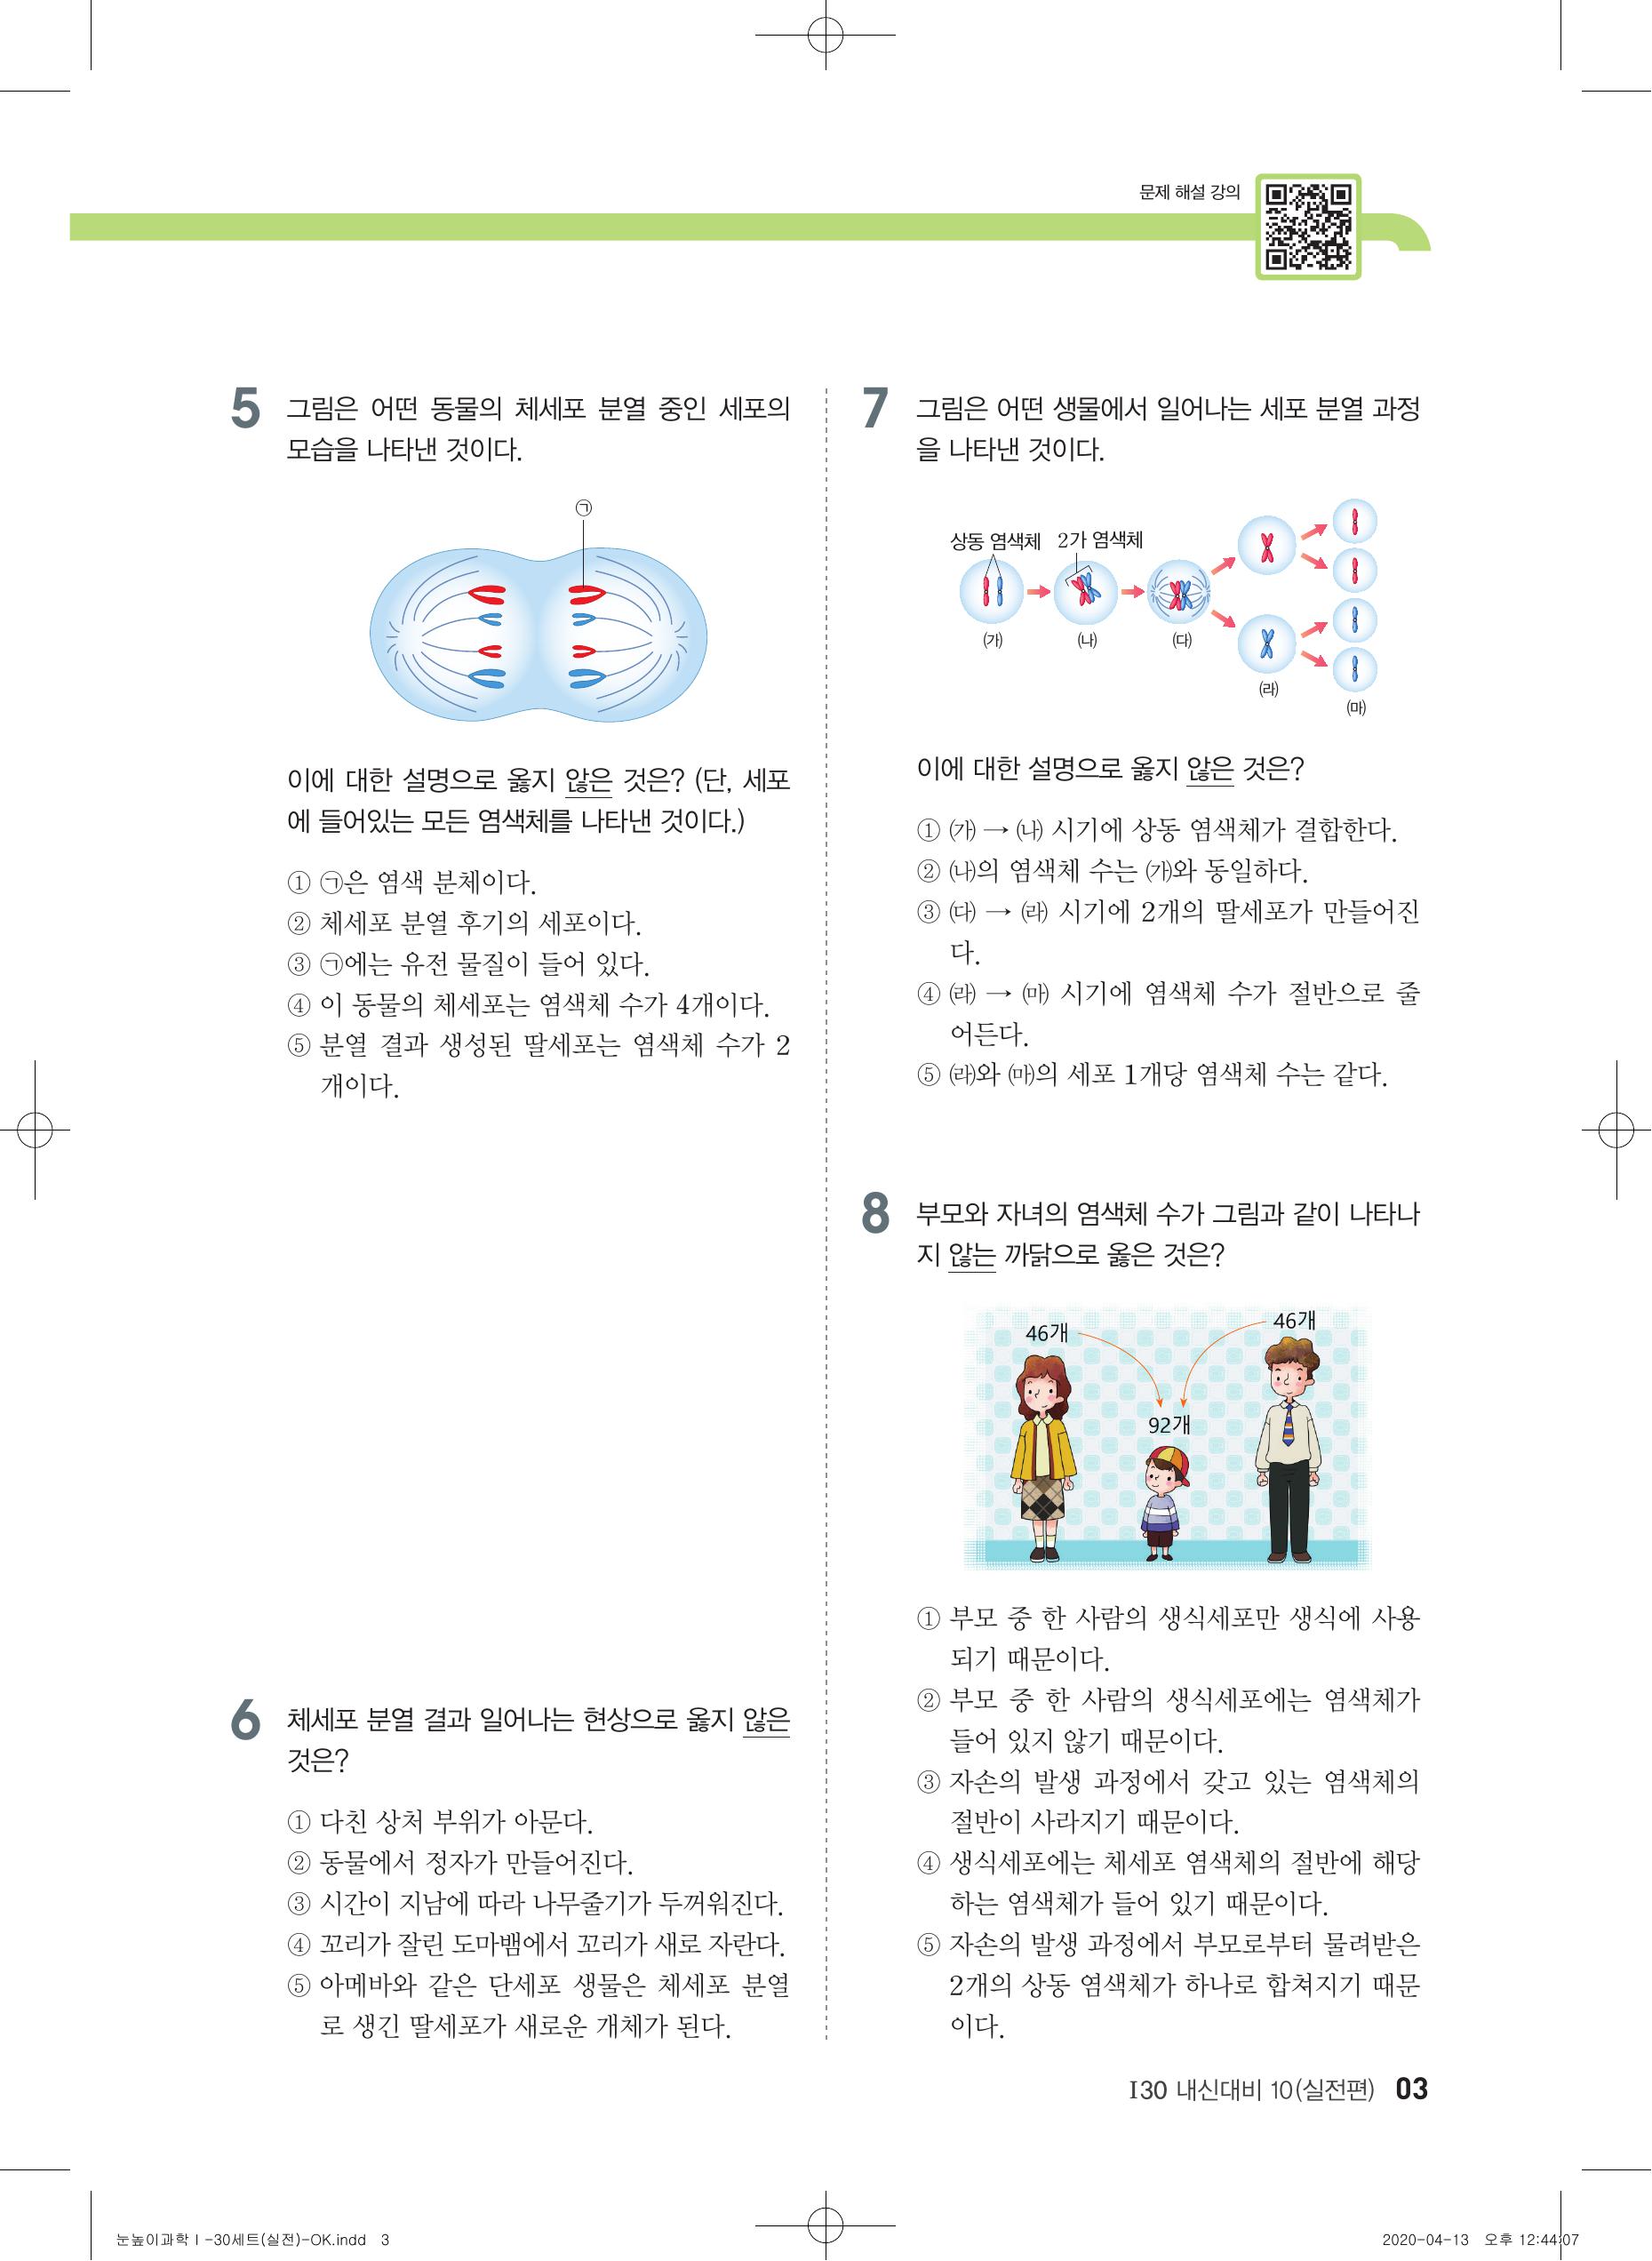 문제 해설 강의
5 그림은 어떤 동물의 체세포 분열 중인 세포의
모습을 나타낸 것이다.
㉠
이에 대한 설명으로 옳지 않은 것은? (단, 세포
에 들어있는 모든 염색체를 나타낸 것이다.)
① ㉠은 염색 분체이다.
② 체세포 분열 후기의 세포이다.
③ ㉠에는 유전 물질이 들어 있다.
④ 이 동물의 체세포는 염색체 수가 4개이다.
⑤ 분열 결과 생성된 딸세포는 염색체 수가 2
개이다.
6 체세포 분열 결과 일어나는 현상으로 옳지 않은
것은?
① 다친 상처 부위가 아문다.
② 동물에서 정자가 만들어진다.
③ 시간이 지남에 따라 나무줄기가 두꺼워진다.
④ 꼬리가 잘린 도마뱀에서 꼬리가 새로 자란다.
⑤ 아메바와 같은 단세포 생물은 체세포 분열
로 생긴 딸세포가 새로운 개체가 된다.
7 그림은 어떤 생물에서 일어나는 세포 분열 과정
을 나타낸 것이다.
상동 염색체 2가 염색체
(가) (나) (다)
(라)
(마)
이에 대한 설명으로 옳지 않은 것은?
① ㈎ → ㈏ 시기에 상동 염색체가 결합한다.
② ㈏의 염색체 수는 ㈎와 동일하다.
③ ㈐ → ㈑ 시기에 2개의 딸세포가 만들어진
다.
④ ㈑ → ㈒ 시기에 염색체 수가 절반으로 줄
어든다.
⑤ ㈑와 ㈒의 세포 1개당 염색체 수는 같다.
8 부모와 자녀의 염색체 수가 그림과 같이 나타나
지 않는 까닭으로 옳은 것은?
46개 46개
92개
① 부모 중 한 사람의 생식세포만 생식에 사용
되기 때문이다.
② 부모 중 한 사람의 생식세포에는 염색체가
들어 있지 않기 때문이다.
③ 자손의 발생 과정에서 갖고 있는 염색체의
절반이 사라지기 때문이다.
④ 생식세포에는 체세포 염색체의 절반에 해당
하는 염색체가 들어 있기 때문이다.
⑤ 자손의 발생 과정에서 부모로부터 물려받은
2개의 상동 염색체가 하나로 합쳐지기 때문
이다.
I30 내신대비 10(실전편) 03
눈높이과학 I -30세트(실전)-OK.indd 3
2020-04-13 오후 12:44:07